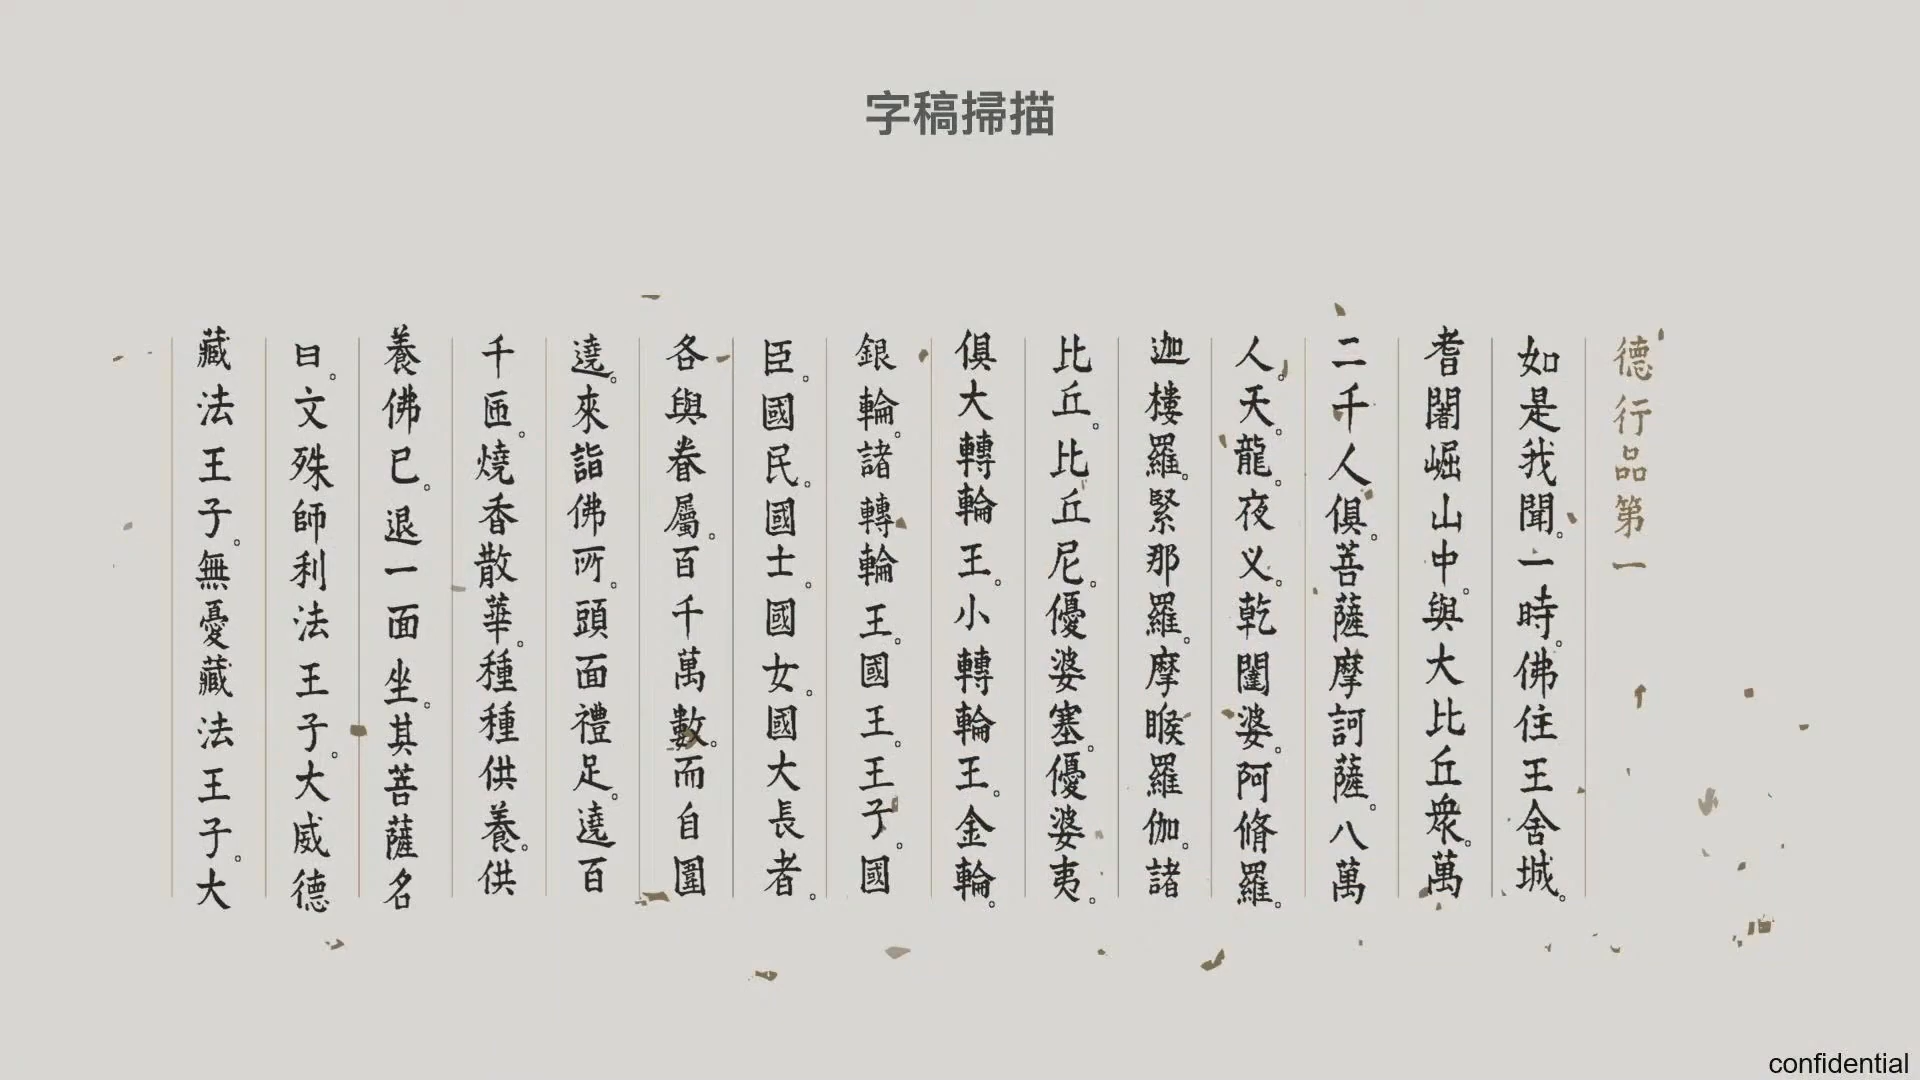 字稿掃描
德行品第一
如是我聞。一時。佛住王舍城。
耆闍崛山中。與大比丘衆。萬
二千人俱。菩薩摩訶薩。八萬
人。天。龍。夜叉。乾闥婆。阿脩羅。
迦樓羅。緊那羅。摩睺羅伽。諸
比丘。比丘尼。優婆塞。優婆夷。
俱大轉輪王。小轉輪王。金輪。
銀輪。諸轉輪王。國王。王子。國
臣。國民。國士。國女。國大長者。
各與眷屬。百千萬數。而自圍
遶。來詣佛所。頭面禮足。遶百
千匝。燒香散華。種種供養。供
養佛已。退一面坐。其菩薩名
曰。文殊師利法王子。大威德
藏法王子。無憂藏法王子。大
confidential